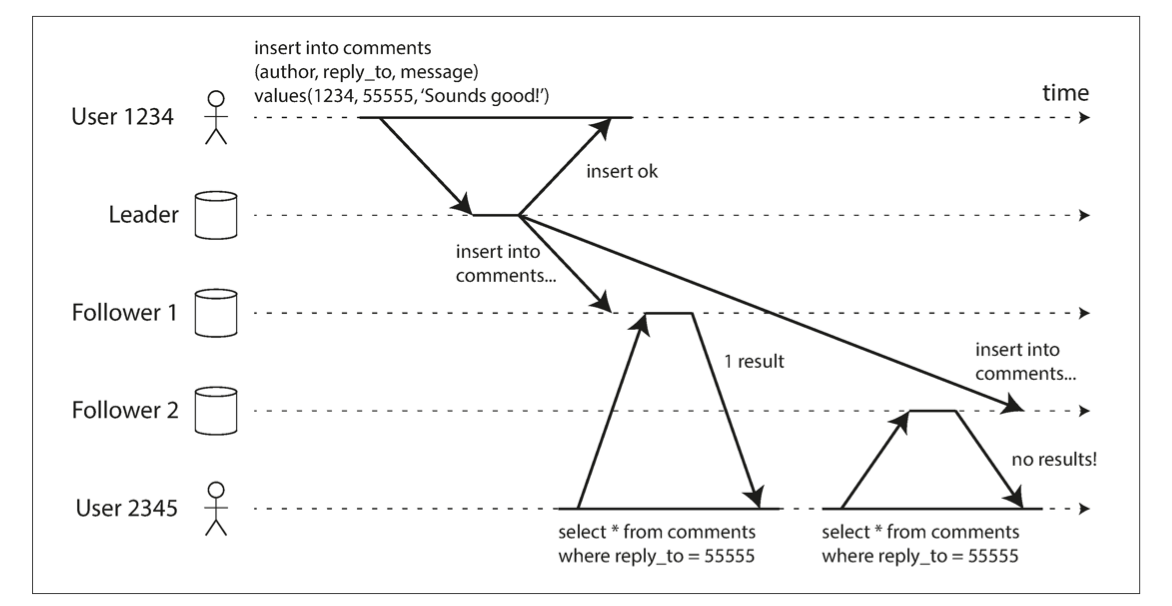 insert into comments
(author, reply_to, message)
values(1234, 55555, ‘Sounds good!’)
time
User 1234
insert ok
Leader
insert into
comments...
Follower 1
1 result
insert into
comments...
Follower 2
no results!
User 2345
select * from comments
where reply_to = 55555
select * from comments
where reply_to = 55555